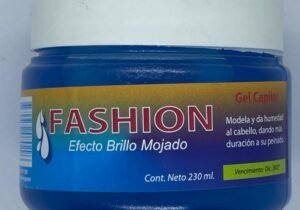 Gel Capilar
FASHION
Efecto Brillo Mojado
Modela y da humedad
al cabello, dando más
duración a su peinado.
Cont. Neto 230 ml.
Vencimiento: Dic.